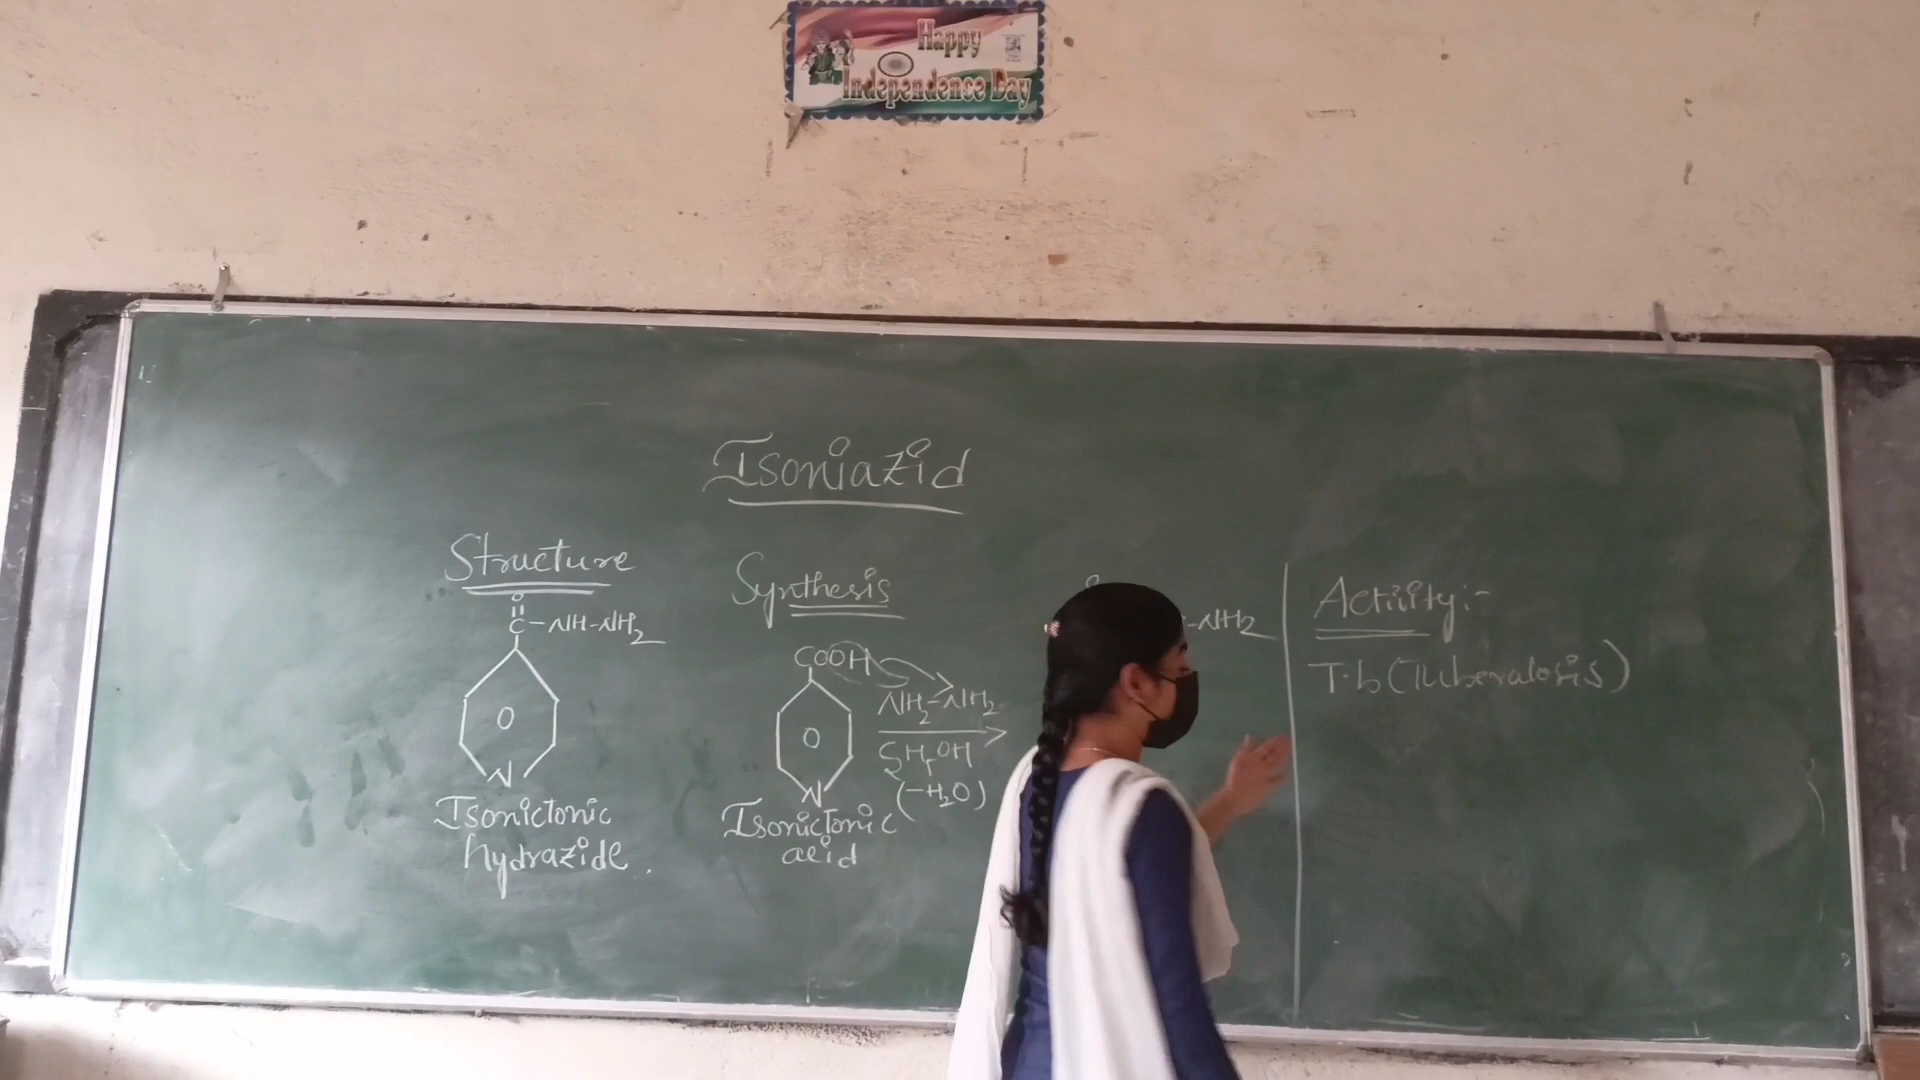 Happy
Independence Day
Isoniazid
Structure
O
C-NH-NH2
N
Isonictonic
hydrazide
Synthesis
COOH
NH2-NH2
C2H5OH
(-H2O)
N
Isonictonic
acid
-NH2
Activity:-
T.b (Tuberalosis)